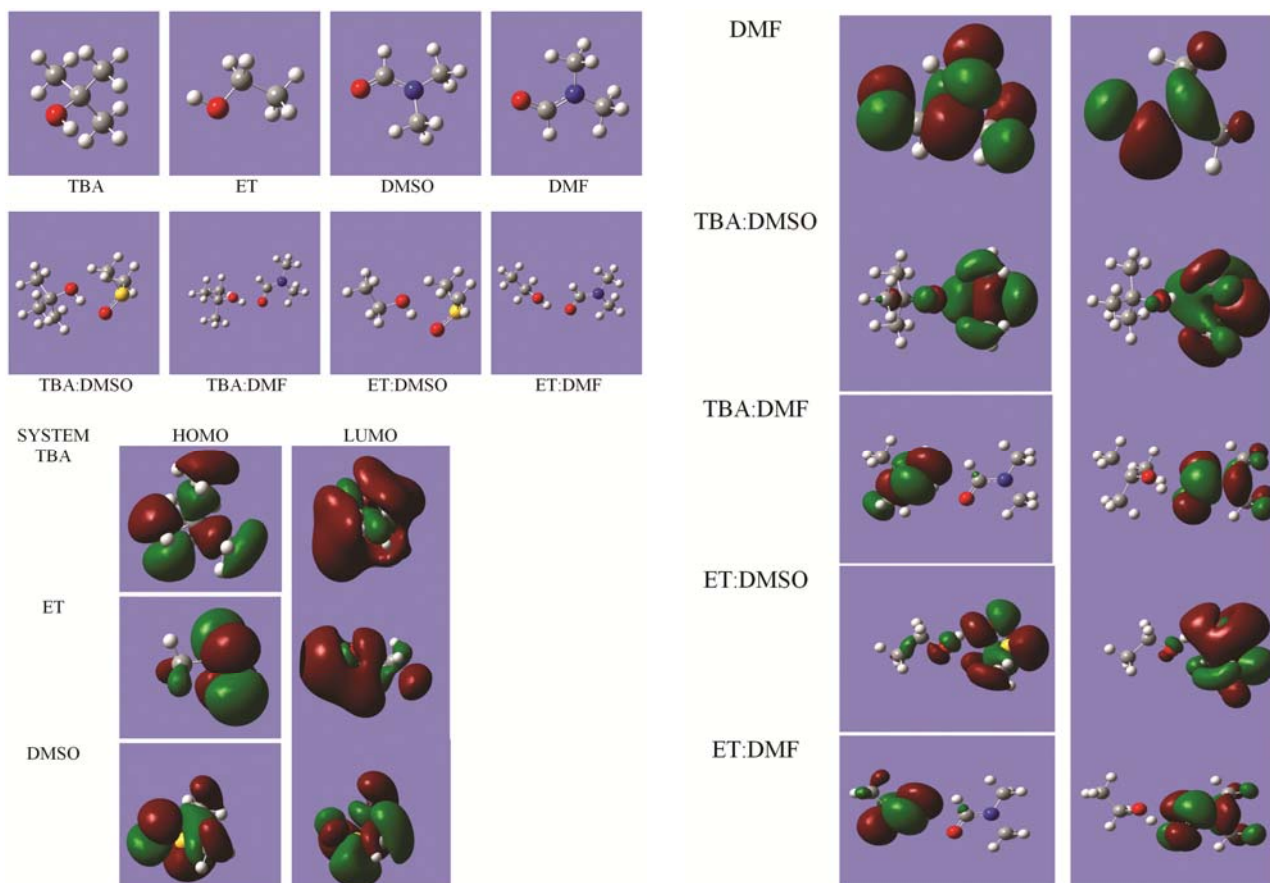 TBA ET DMSO DMF
TBA:DMSO TBA:DMF ET:DMSO ET:DMF
SYSTEM HOMO LUMO
TBA
ET
DMSO
DMF
TBA:DMSO
TBA:DMF
ET:DMSO
ET:DMF